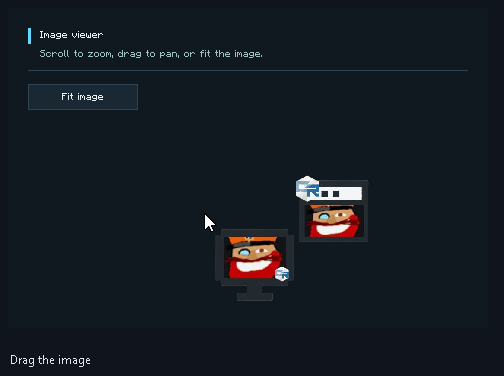 Image viewer
Scroll to zoom, drag to pan, or fit the image.
Fit image
Drag the image